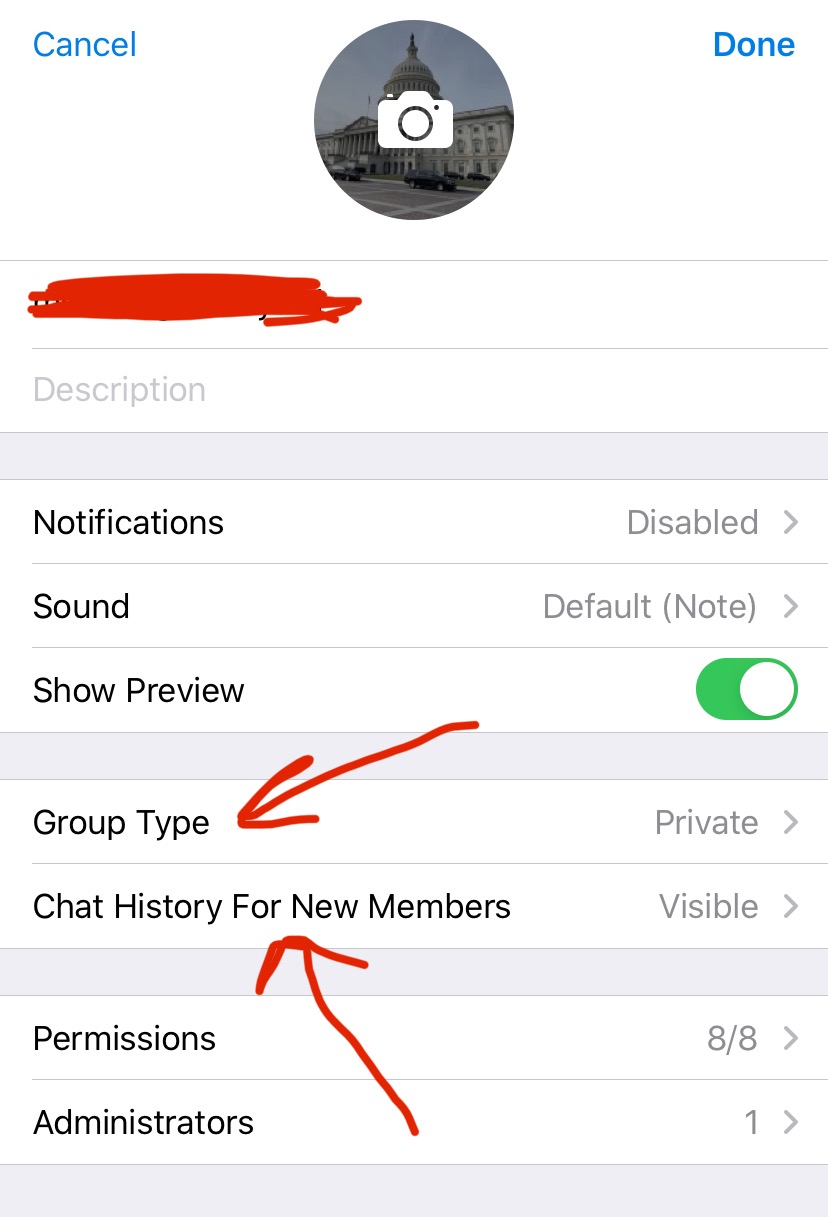 Cancel
Done
Description
Notifications Disabled
Sound Default (Note)
Show Preview
Group Type Private
Chat History For New Members Visible
Permissions 8/8
Administrators 1